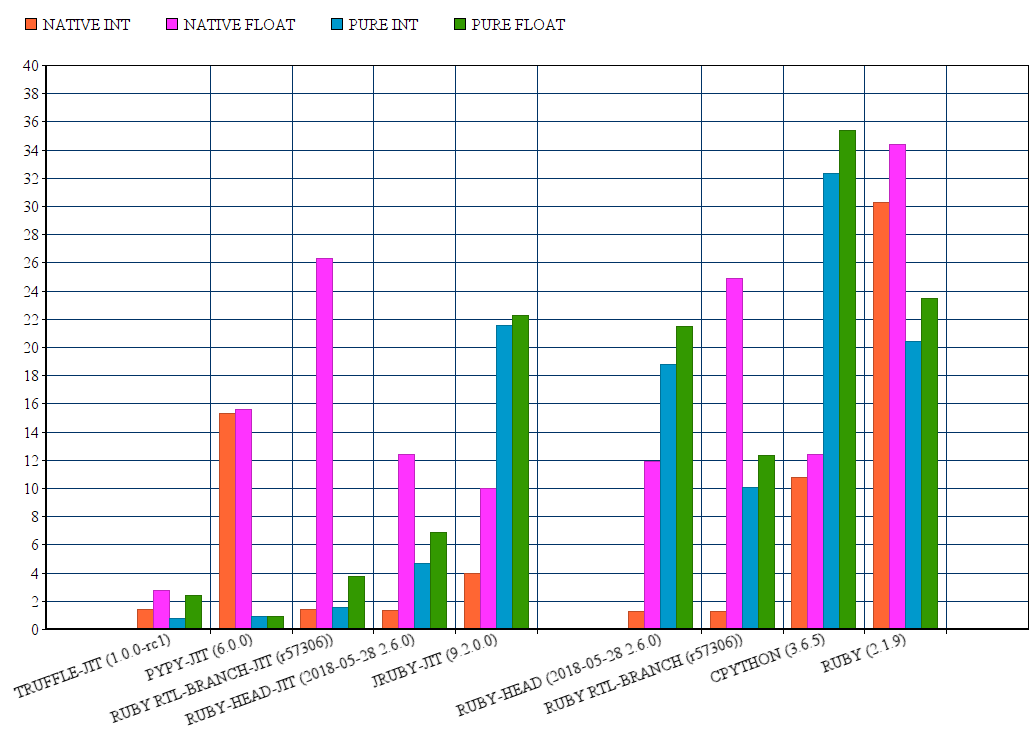 NATIVE INT NATIVE FLOAT PURE INT PURE FLOAT
40
38
36
34
32
30
28
26
24
22
20
18
16
14
12
10
8
6
4
2
0
TRUFFLE-JIT (1.0.0-rc1)
PYPY-JIT (6.0.0)
RUBY RTL-BRANCH-JIT (r57306))
RUBY-HEAD-JIT (2018-05-28 2.6.0)
JRUBY-JIT (9.2.0.0)
RUBY-HEAD (2018-05-28 2.6.0)
RUBY RTL-BRANCH (r57306))
CPYTHON (3.6.5)
RUBY (2.1.9)